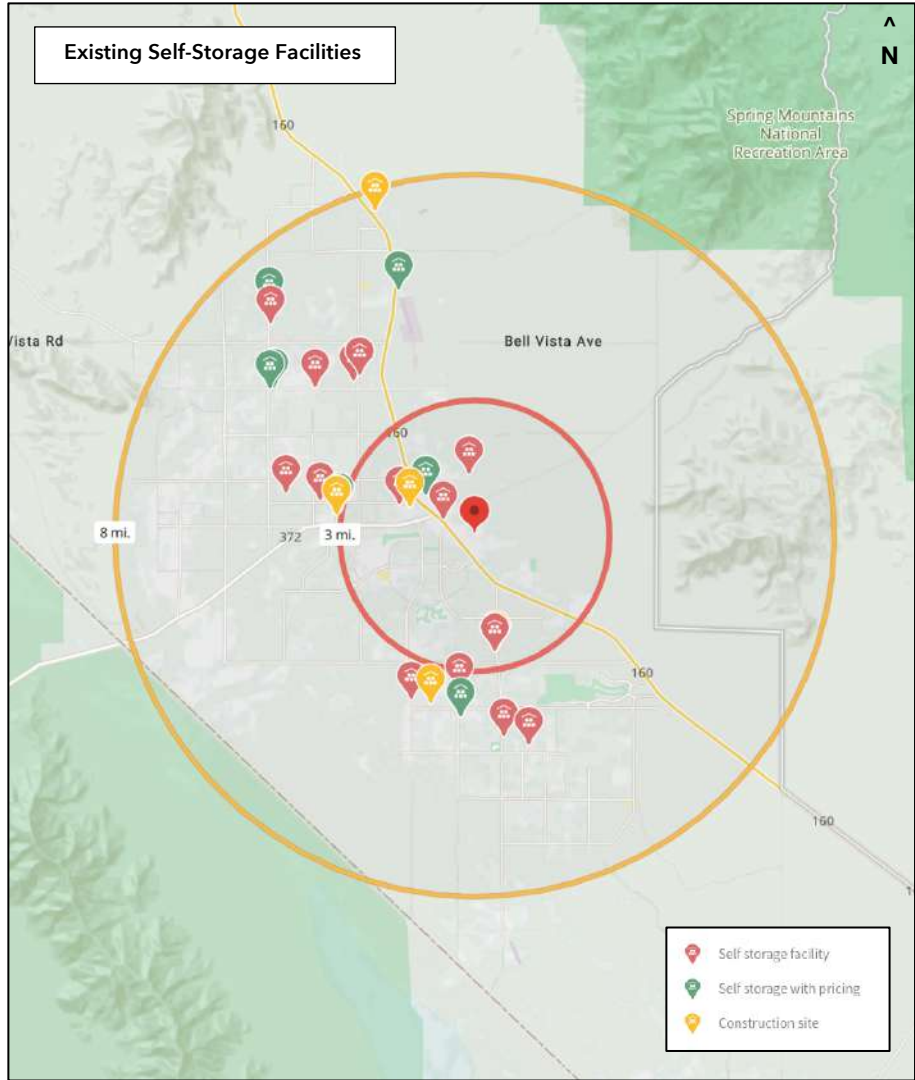 Existing Self-Storage Facilities
^
N
160
Spring Mountains
National
Recreation Area
Vista Rd
Bell Vista Ave
160
8 mi.
372
3 mi.
160
160
Self storage facility
Self storage with pricing
Construction site